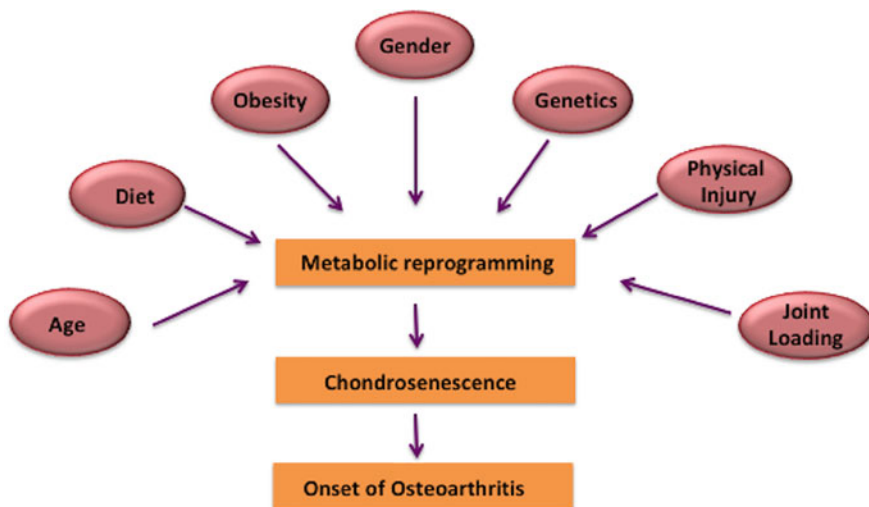 Gender
Obesity
Genetics
Diet
Physical
Injury
Metabolic reprogramming
Age
Joint
Loading
Chondrosenescence
Onset of Osteoarthritis